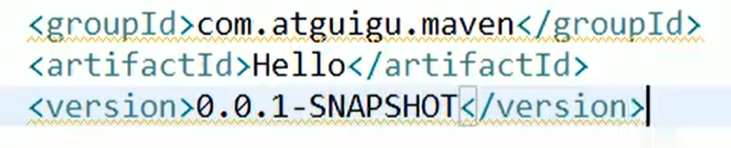 <groupId>com.atguigu.maven</groupId>
<artifactId>Hello</artifactId>
<version>0.0.1-SNAPSHOT</version>